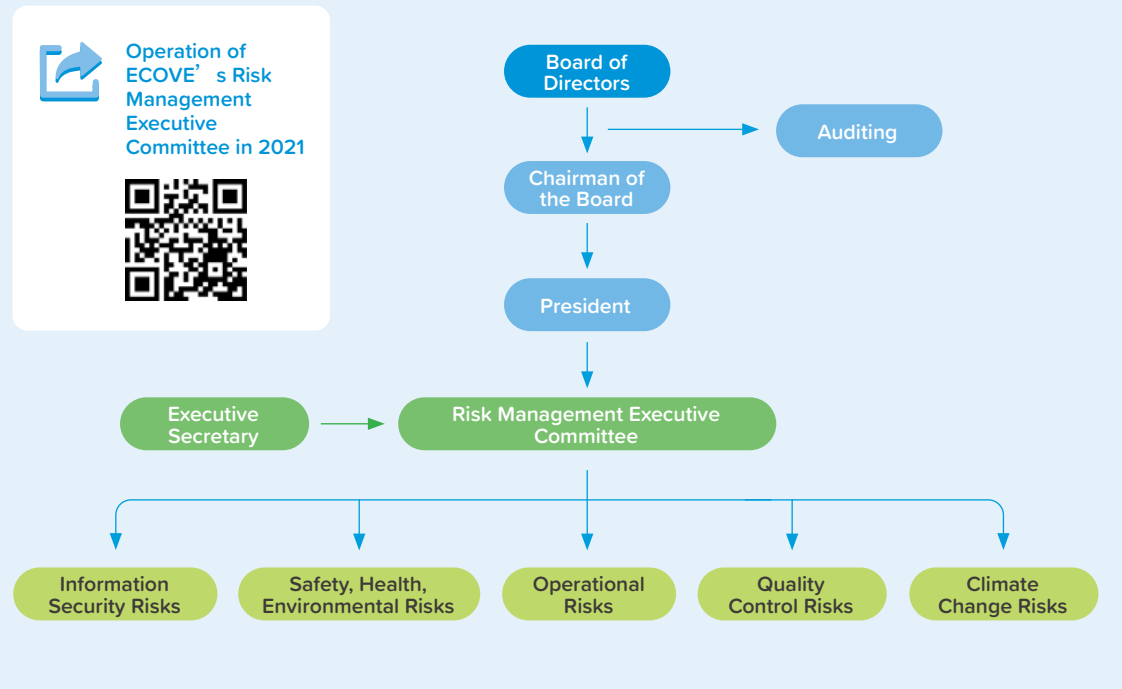 Operation of
ECOVE’ s Risk
Management
Executive
Committee in 2021
Board of
Directors
Auditing
Chairman of
the Board
President
Executive
Secretary
Risk Management Executive
Committee
Information
Security Risks
Safety, Health,
Environmental Risks
Operational
Risks
Quality
Control Risks
Climate
Change Risks